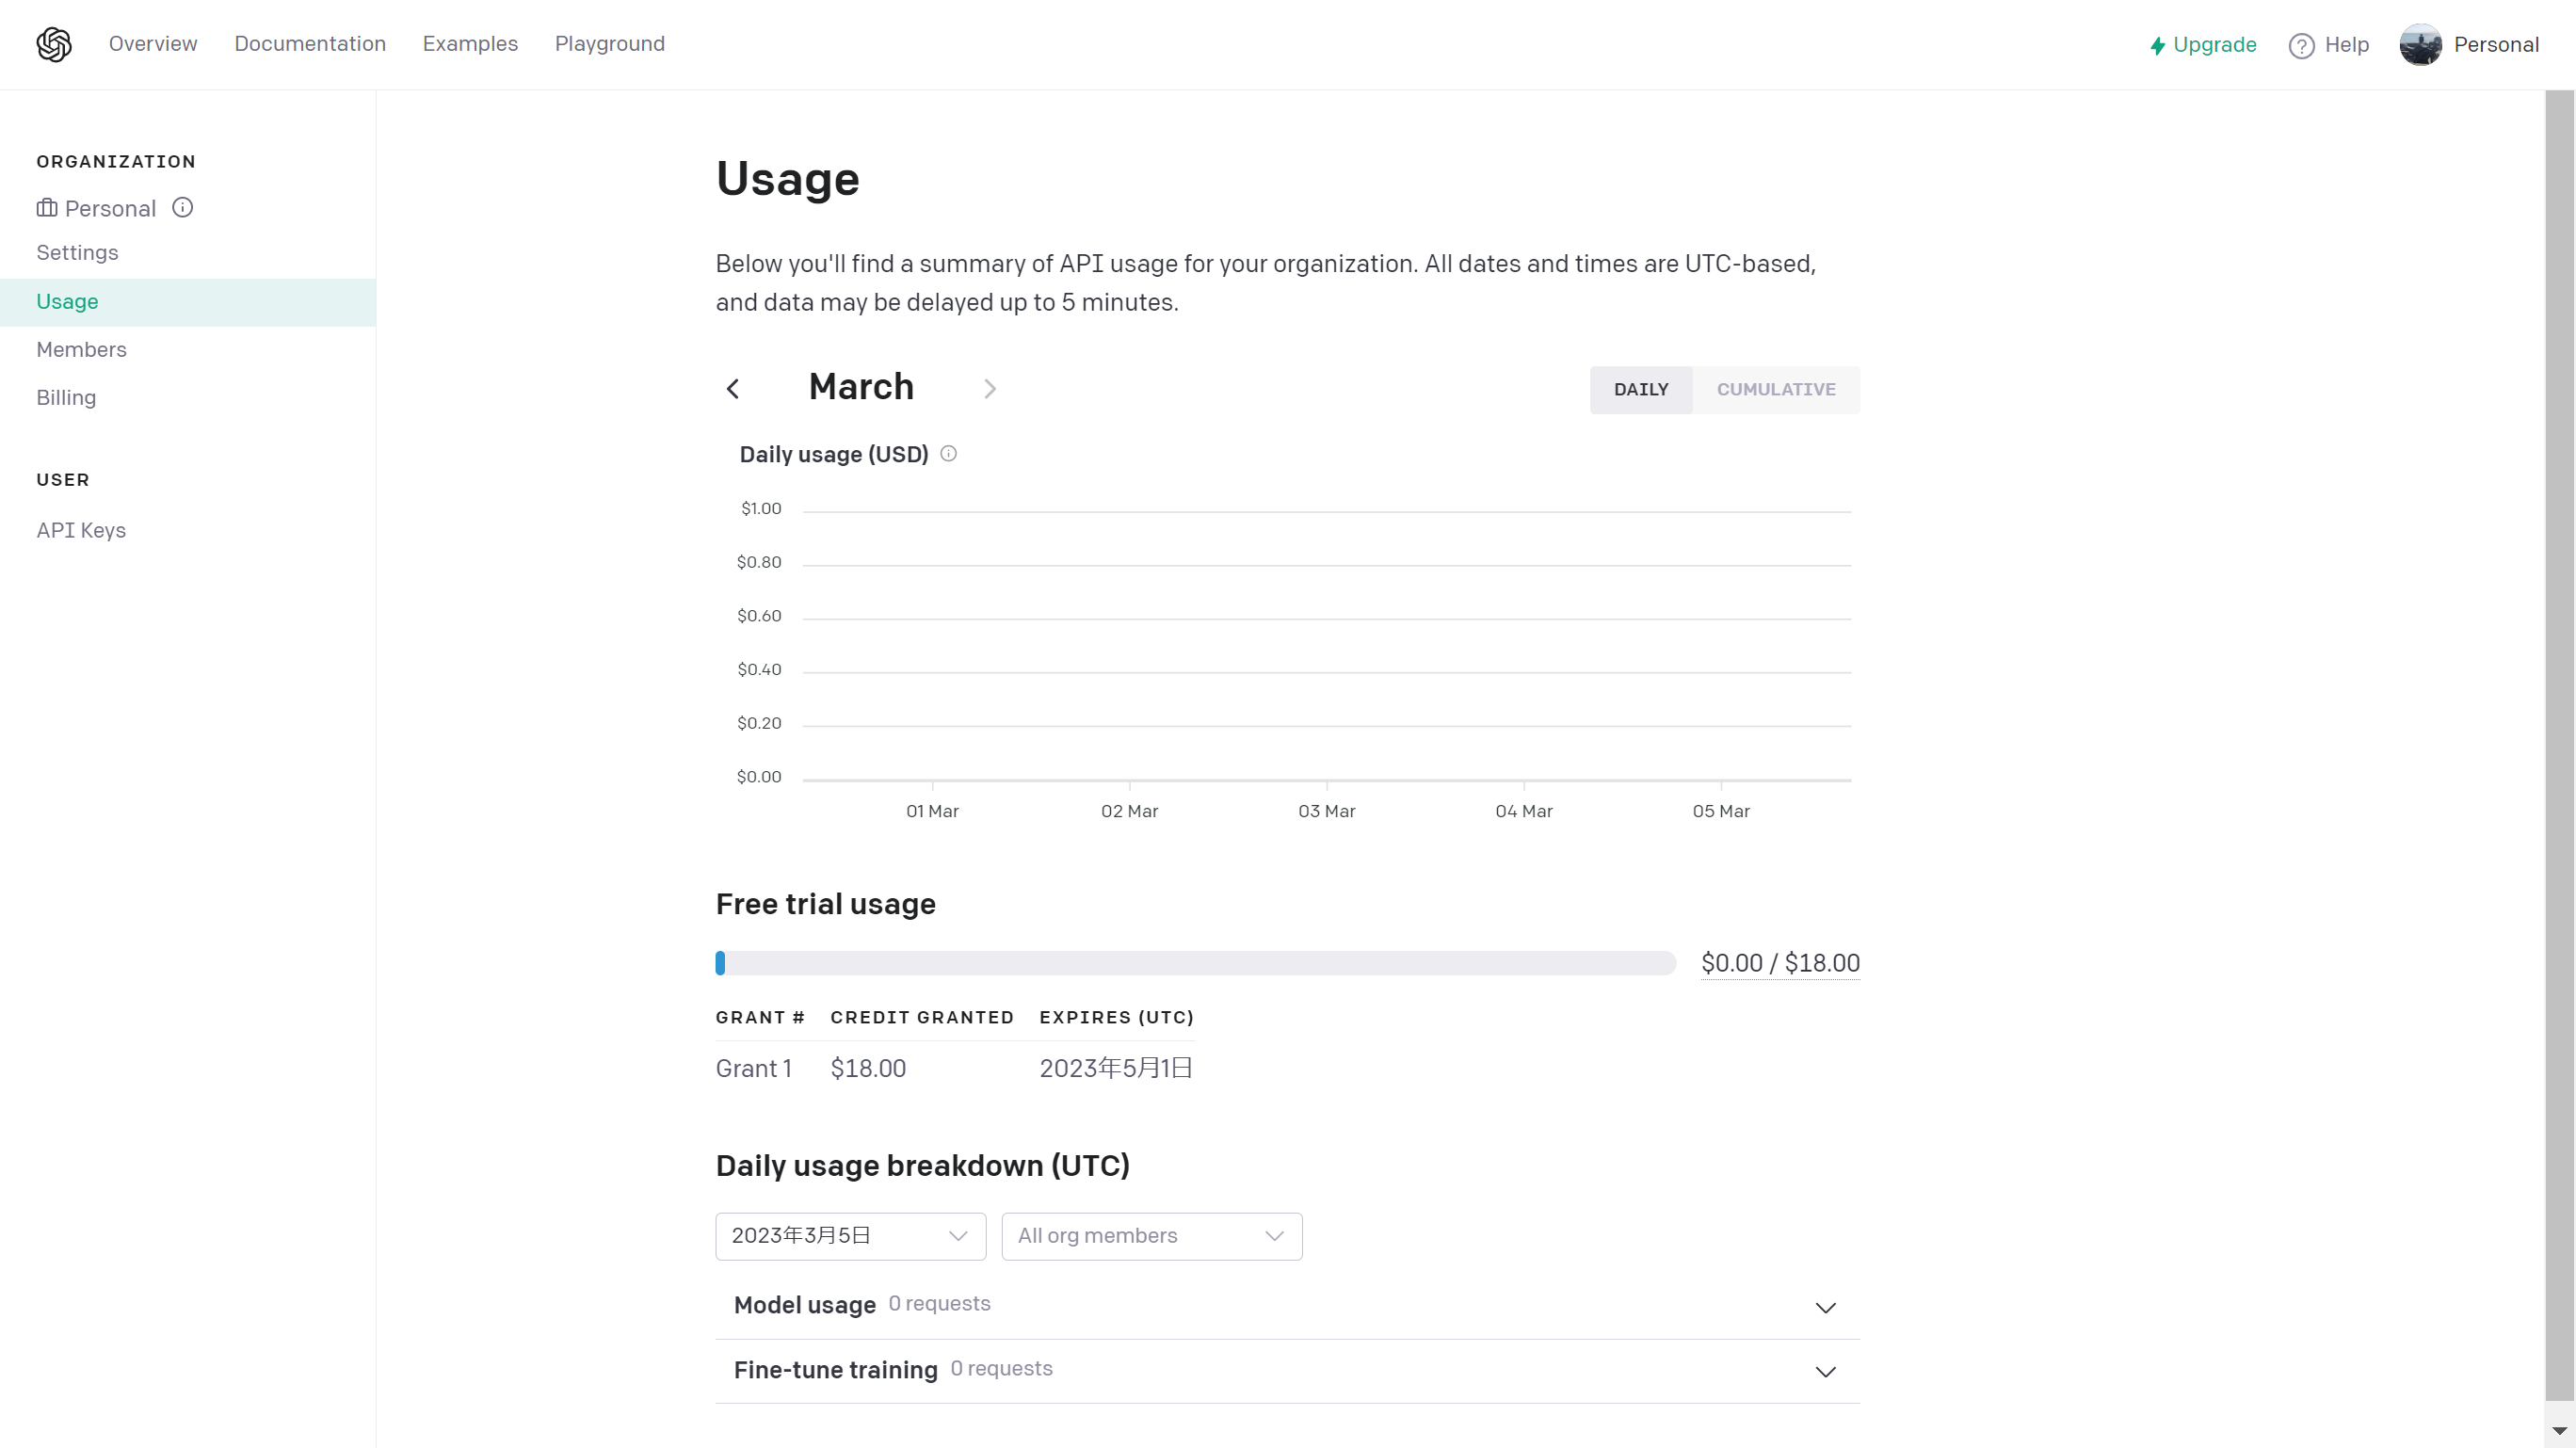 Overview Documentation Examples Playground
Upgrade Help Personal
ORGANIZATION
Personal
Settings
Usage
Members
Billing
USER
API Keys
Usage
Below you'll find a summary of API usage for your organization. All dates and times are UTC-based,
and data may be delayed up to 5 minutes.
March
DAILY CUMULATIVE
Daily usage (USD)
$1.00
$0.80
$0.60
$0.40
$0.20
$0.00
01 Mar 02 Mar 03 Mar 04 Mar 05 Mar
Free trial usage
$0.00 / $18.00
GRANT # CREDIT GRANTED EXPIRES (UTC)
Grant 1 $18.00 2023年5月1日
Daily usage breakdown (UTC)
2023年3月5日 All org members
Model usage 0 requests
Fine-tune training 0 requests